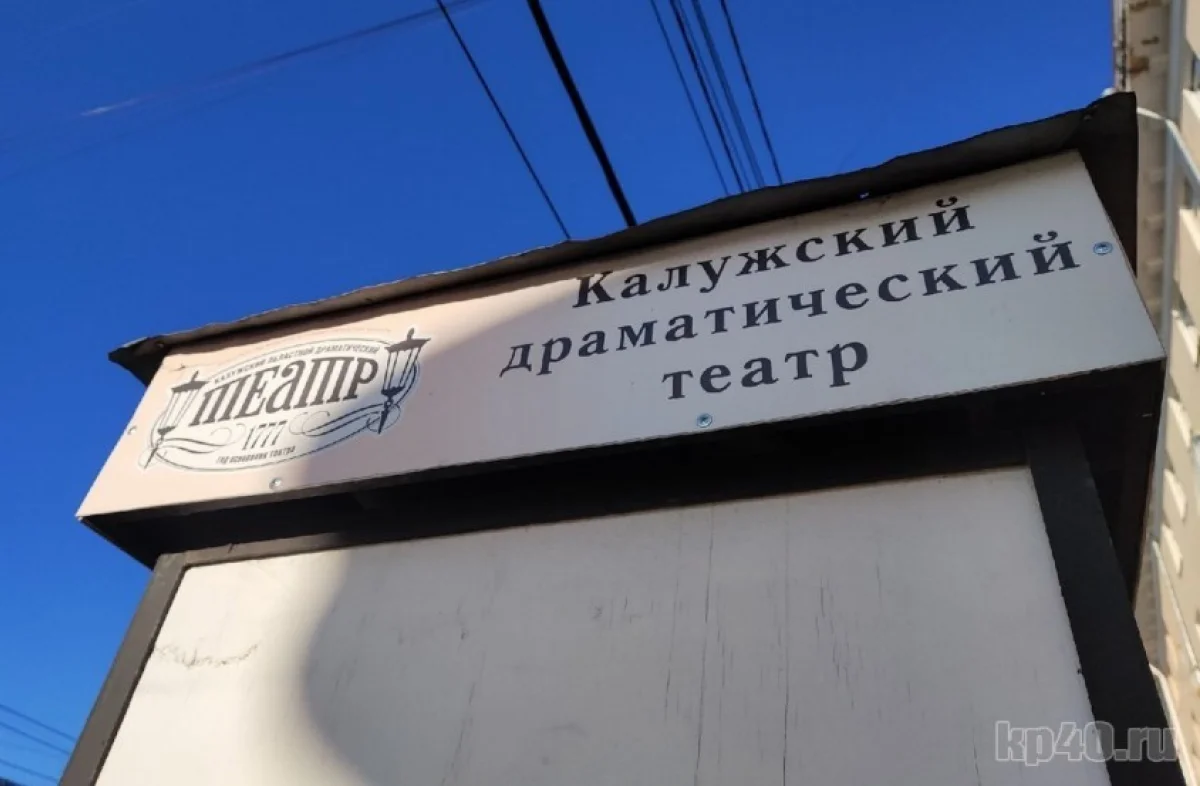 Калужский
драматический
театр
КАЛУЖСКИЙ ОБЛАСТНОЙ ДРАМАТИЧЕСКИЙ
ТЕАТР
1777
год основания театра
kp40.ru